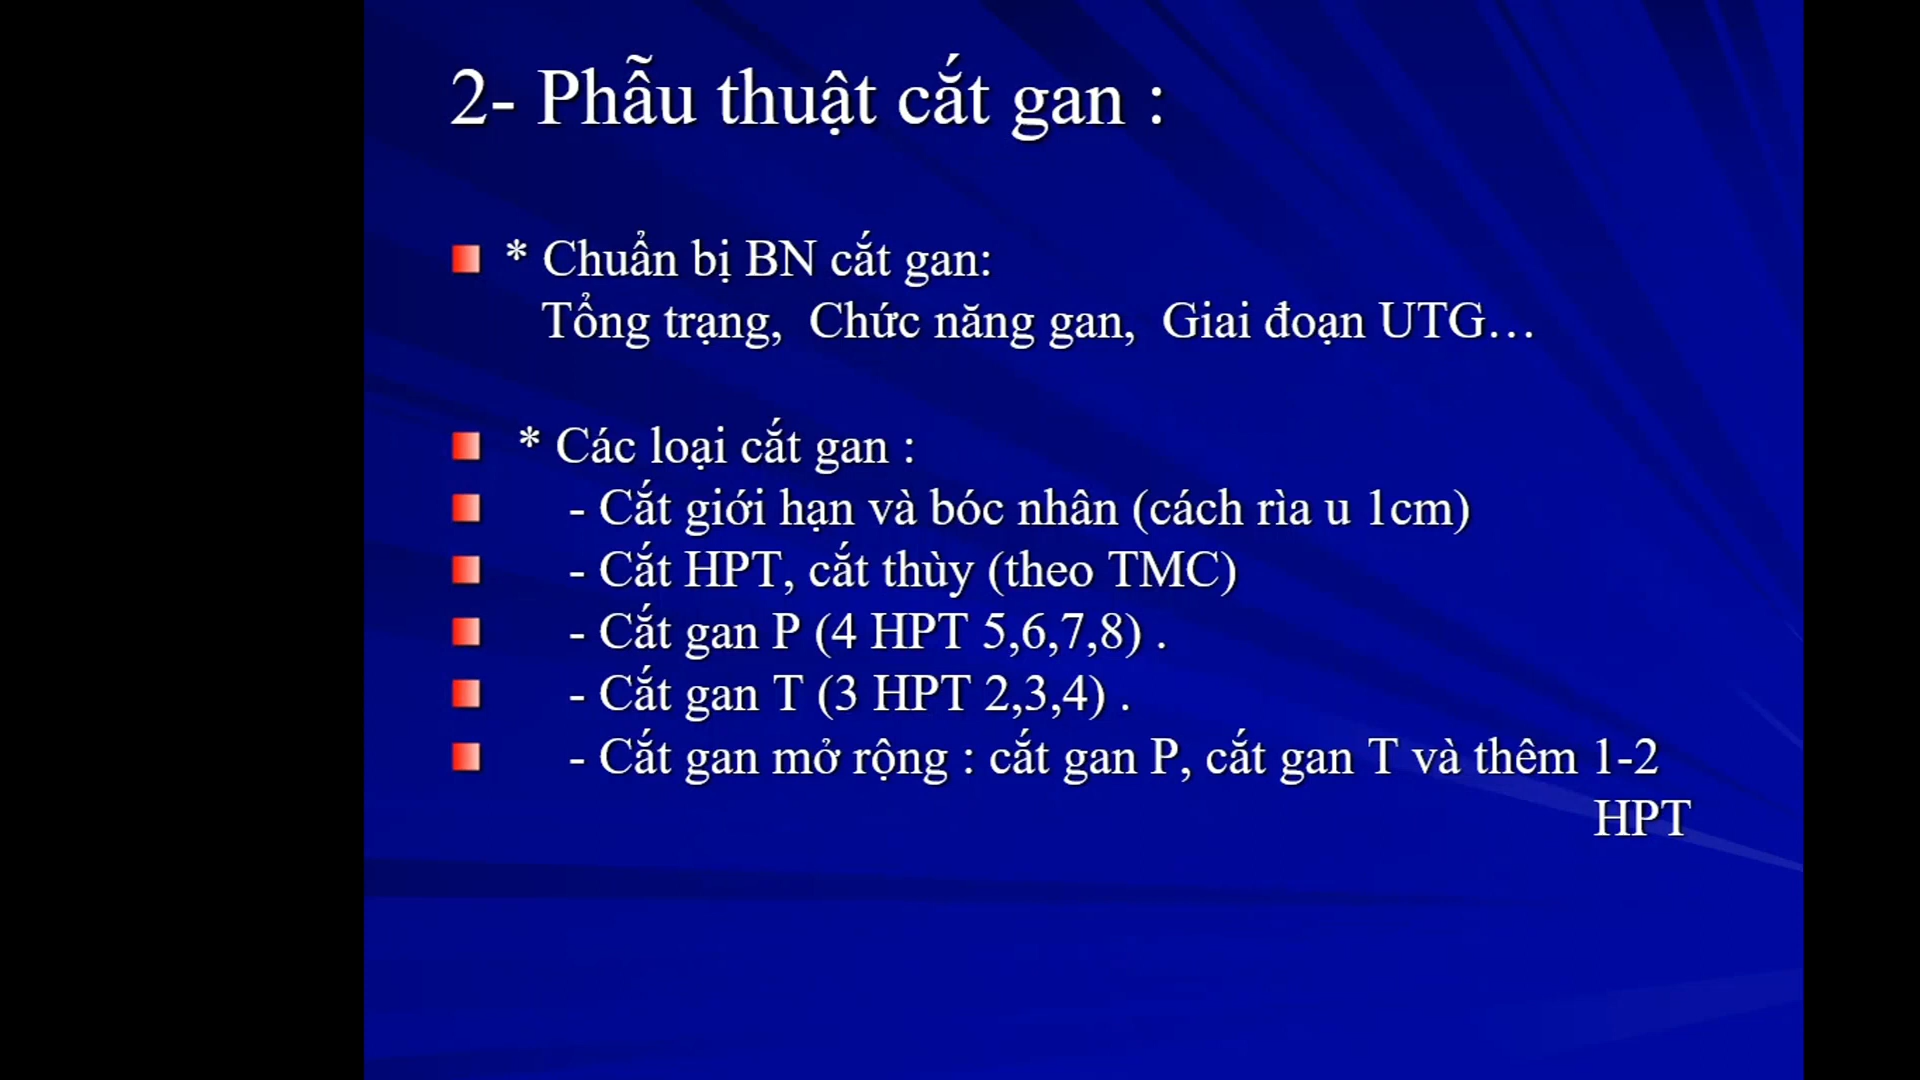 2- Phẫu thuật cắt gan :
* Chuẩn bị BN cắt gan:
Tổng trạng, Chức năng gan, Giai đoạn UTG…
* Các loại cắt gan :
- Cắt giới hạn và bóc nhân (cách rìa u 1cm)
- Cắt HPT, cắt thùy (theo TMC)
- Cắt gan P (4 HPT 5,6,7,8) .
- Cắt gan T (3 HPT 2,3,4) .
- Cắt gan mở rộng : cắt gan P, cắt gan T và thêm 1-2
HPT